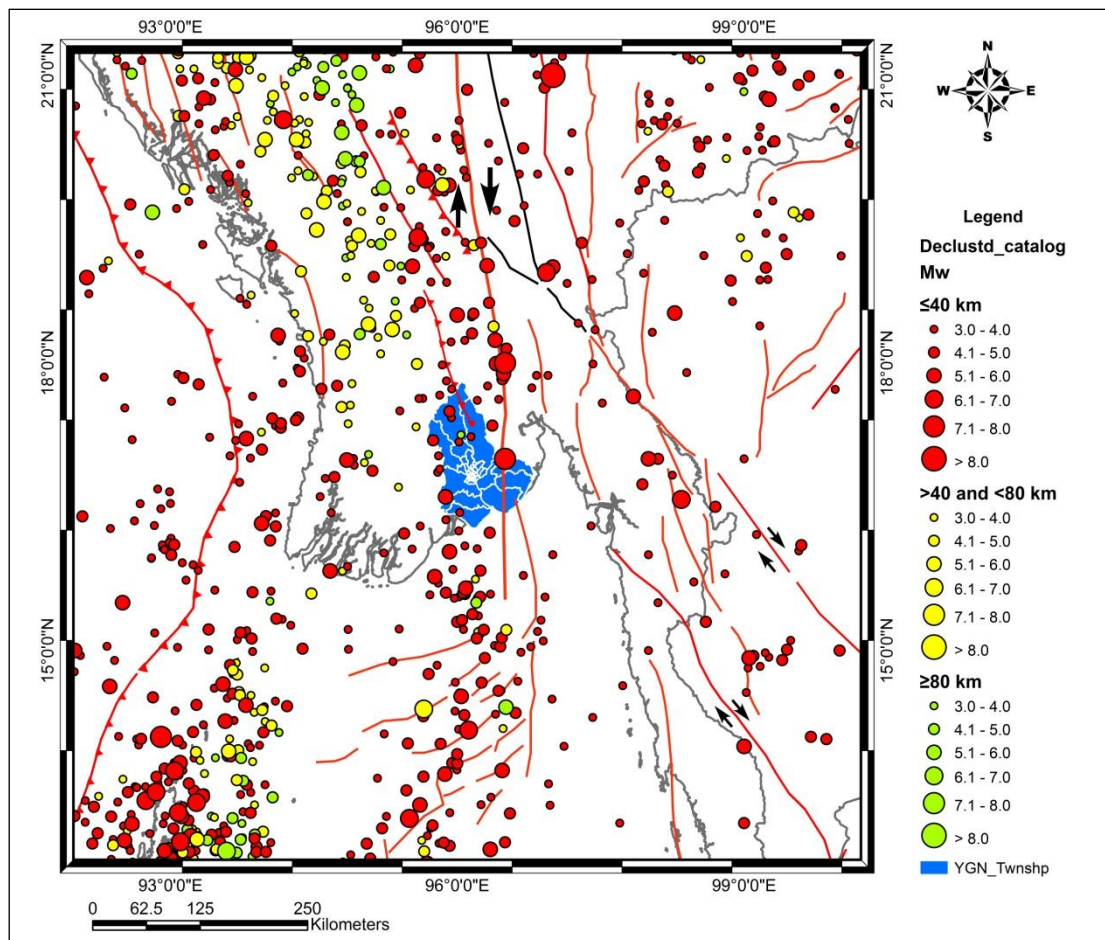 93°0'0"E 96°0'0"E 99°0'0"E
21°0'0"N
18°0'0"N
15°0'0"N
21°0'0"N
18°0'0"N
15°0'0"N
93°0'0"E 96°0'0"E 99°0'0"E
0 62.5 125 250
Kilometers
N
W E
S
Legend
Declustd_catalog
Mw
≤40 km
3.0 - 4.0
4.1 - 5.0
5.1 - 6.0
6.1 - 7.0
7.1 - 8.0
> 8.0
>40 and <80 km
3.0 - 4.0
4.1 - 5.0
5.1 - 6.0
6.1 - 7.0
7.1 - 8.0
> 8.0
≥80 km
3.0 - 4.0
4.1 - 5.0
5.1 - 6.0
6.1 - 7.0
7.1 - 8.0
> 8.0
YGN_Twnshp